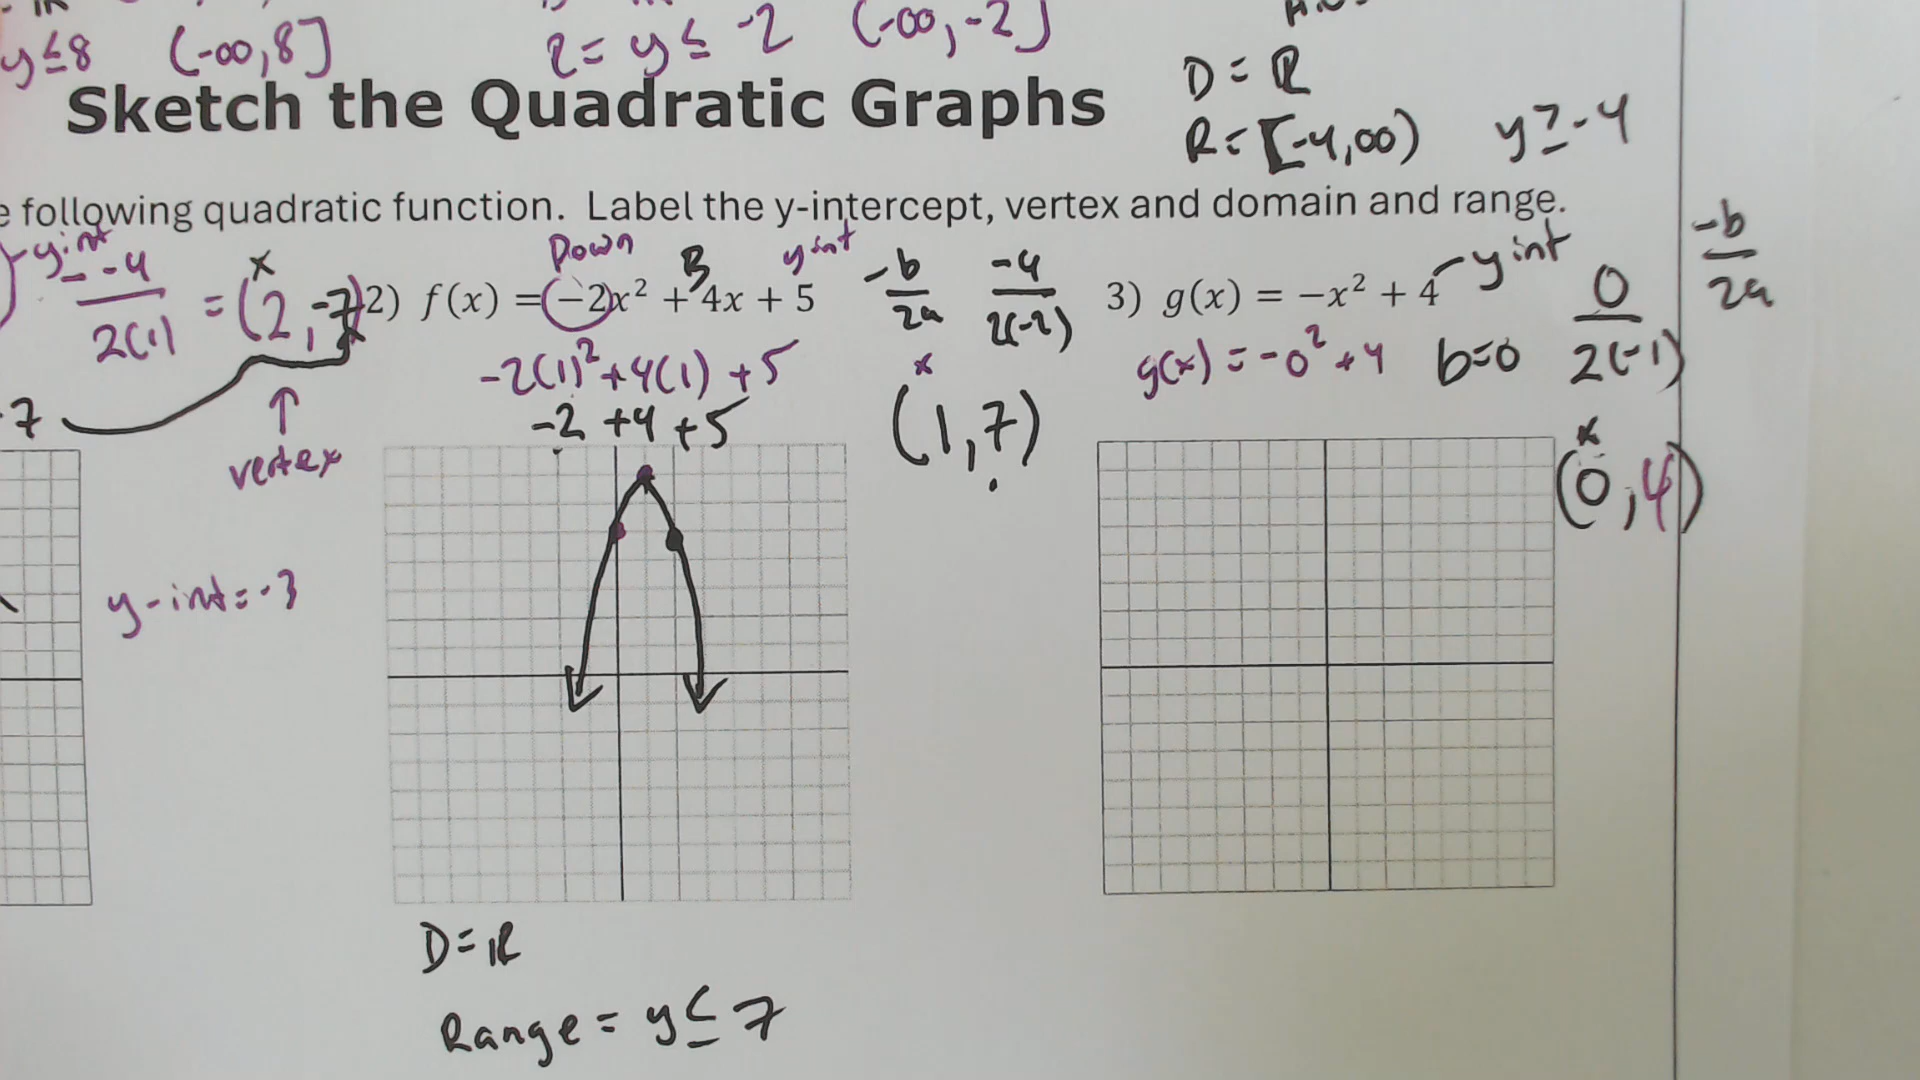 y ≤ 8 (-∞, 8]
R = y ≤ -2 (-∞, -2]
Sketch the Quadratic Graphs
D = ℝ
R = [-4, ∞) y ≥ -4
following quadratic function. Label the y-intercept, vertex and domain and range.
y-int
-4 / 2(1) = (2, -7)
x
-7
↑
vertex
y-int = -3
Down
B
y int
2) f(x) = -2x² + 4x + 5
-b / 2a
-4 / 2(-2)
-2(1)² + 4(1) + 5
-2 + 4 + 5
x
(1, 7)
D = ℝ
Range = y ≤ 7
3) g(x) = -x² + 4
y int
g(x) = -0² + 4
b = 0
0 / 2(-1)
-b / 2a
x
(0, 4)